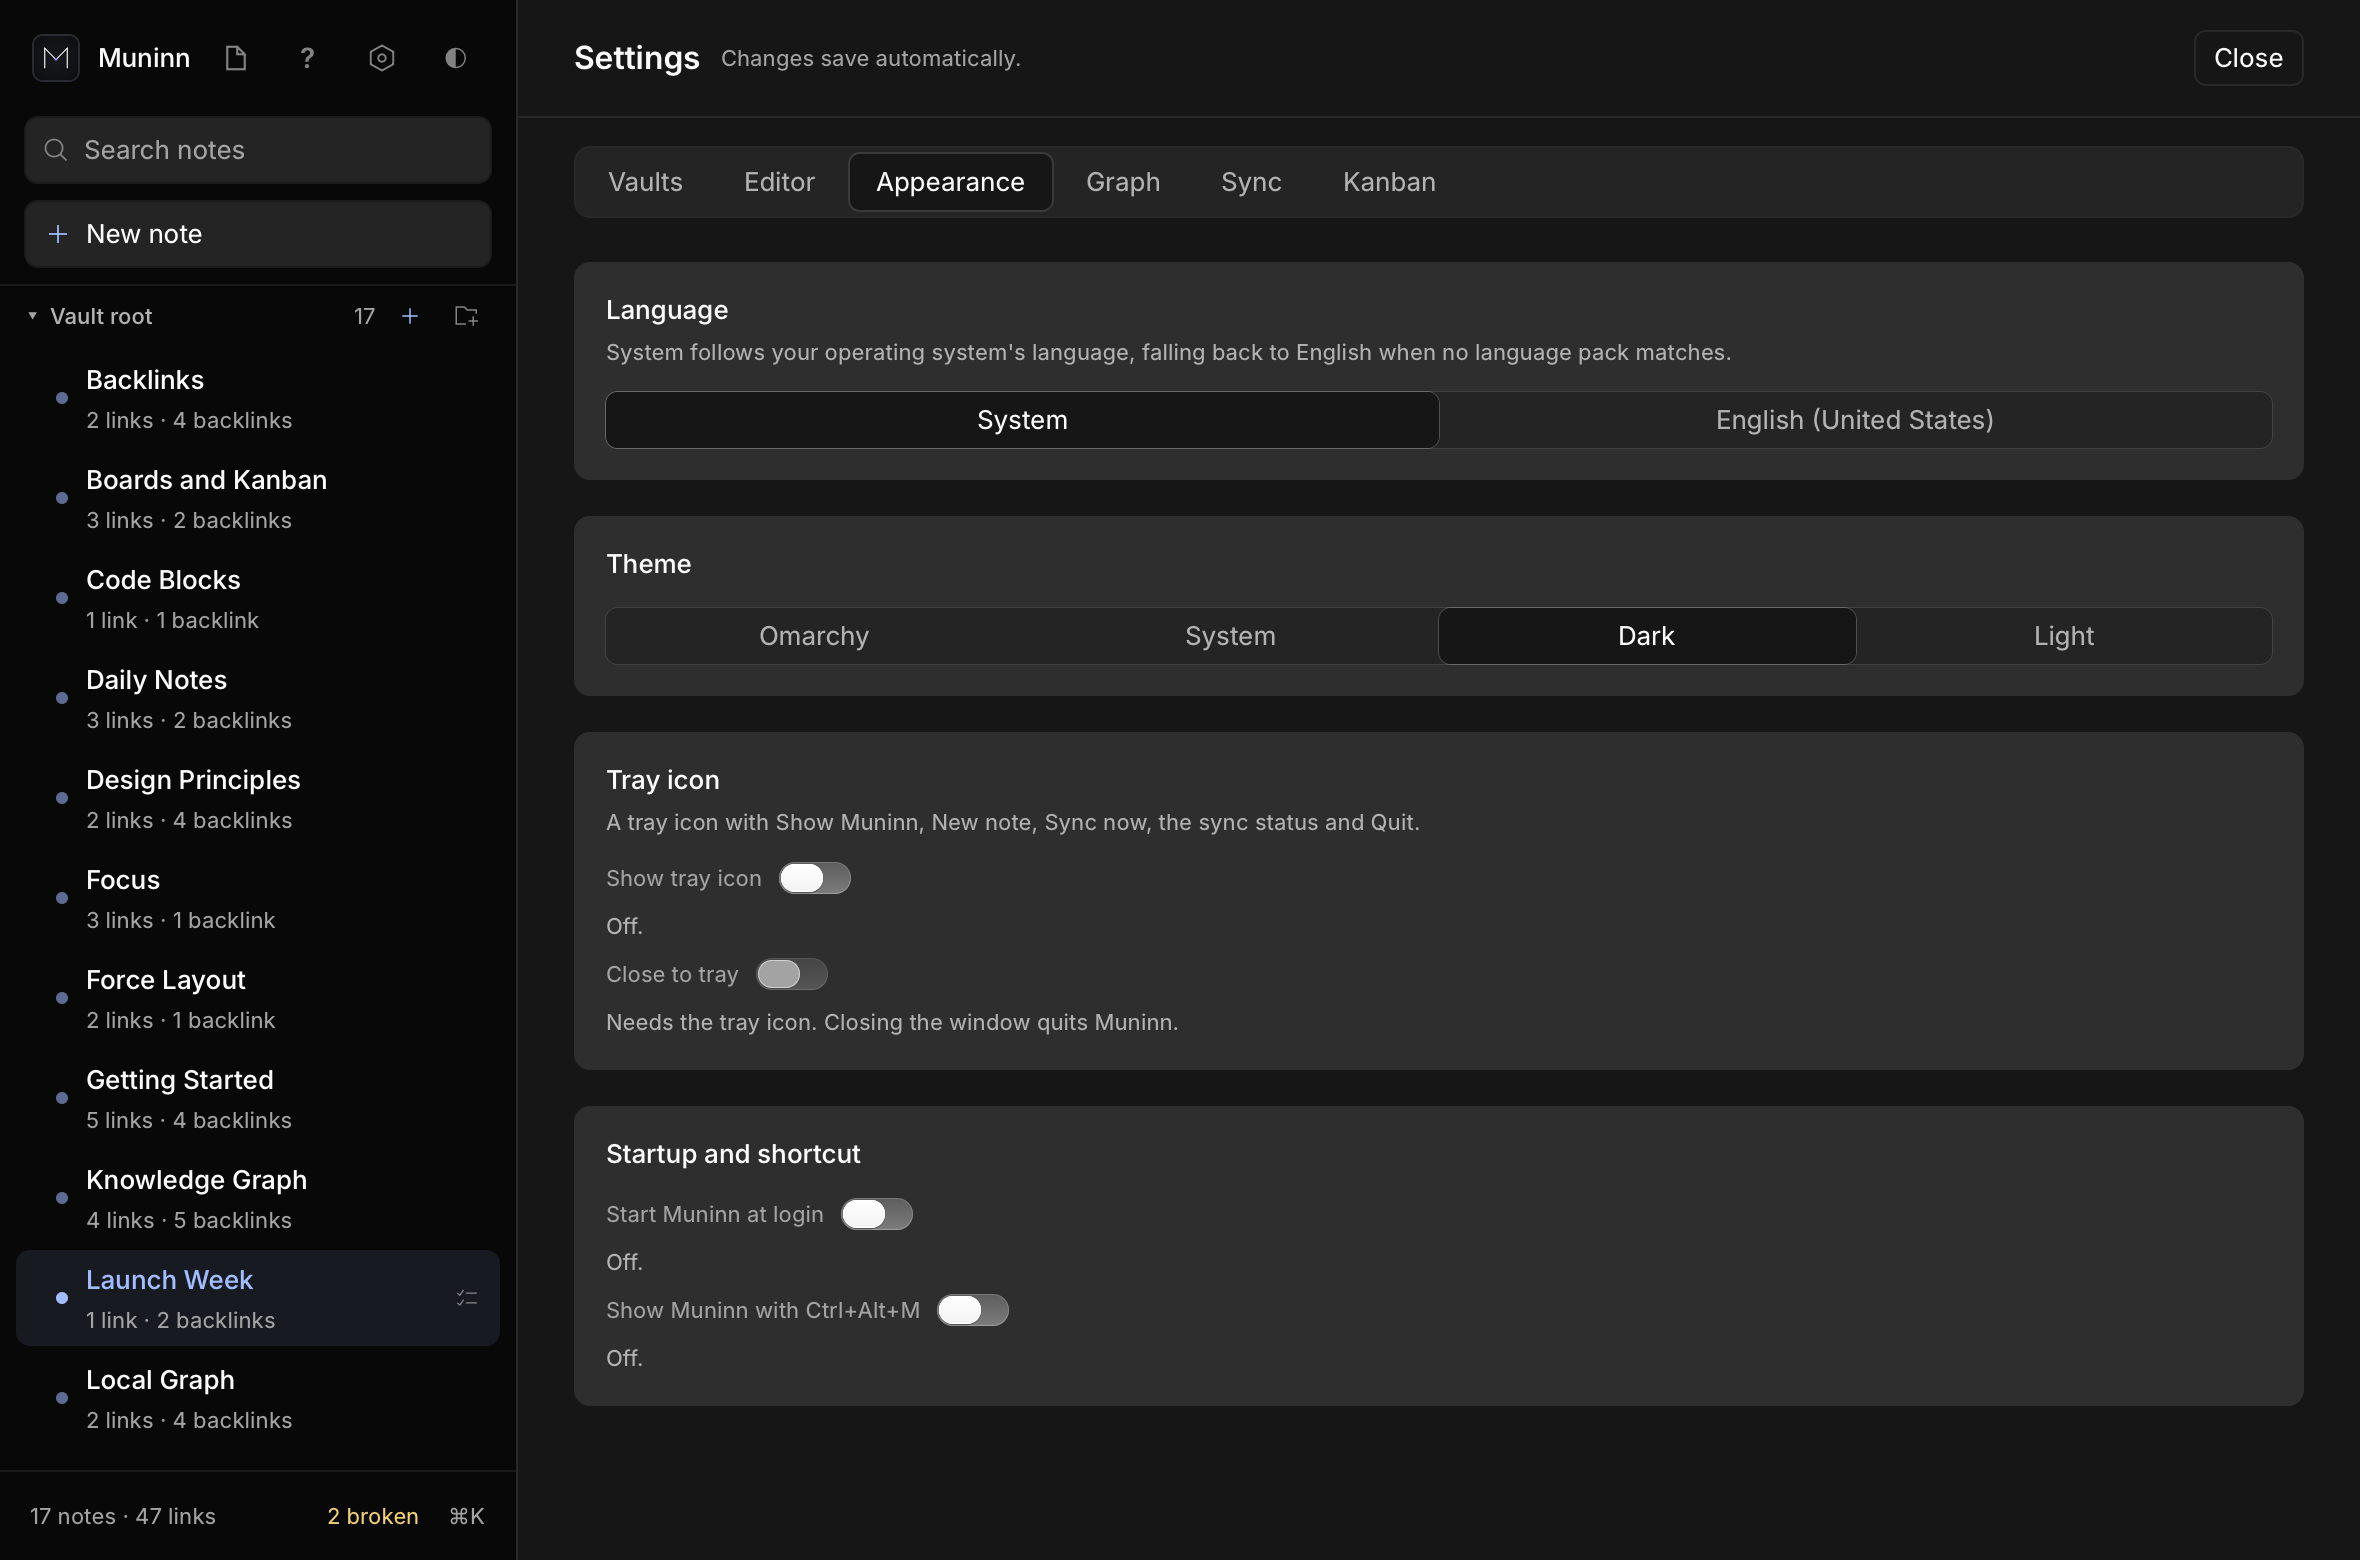 Muninn
?
Search notes
New note
Vault root 17
Backlinks
2 links · 4 backlinks
Boards and Kanban
3 links · 2 backlinks
Code Blocks
1 link · 1 backlink
Daily Notes
3 links · 2 backlinks
Design Principles
2 links · 4 backlinks
Focus
3 links · 1 backlink
Force Layout
2 links · 1 backlink
Getting Started
5 links · 4 backlinks
Knowledge Graph
4 links · 5 backlinks
Launch Week
1 link · 2 backlinks
Local Graph
2 links · 4 backlinks
17 notes · 47 links 2 broken ⌘K
Settings Changes save automatically. Close
Vaults Editor Appearance Graph Sync Kanban
Language
System follows your operating system's language, falling back to English when no language pack matches.
System English (United States)
Theme
Omarchy System Dark Light
Tray icon
A tray icon with Show Muninn, New note, Sync now, the sync status and Quit.
Show tray icon
Off.
Close to tray
Needs the tray icon. Closing the window quits Muninn.
Startup and shortcut
Start Muninn at login
Off.
Show Muninn with Ctrl+Alt+M
Off.